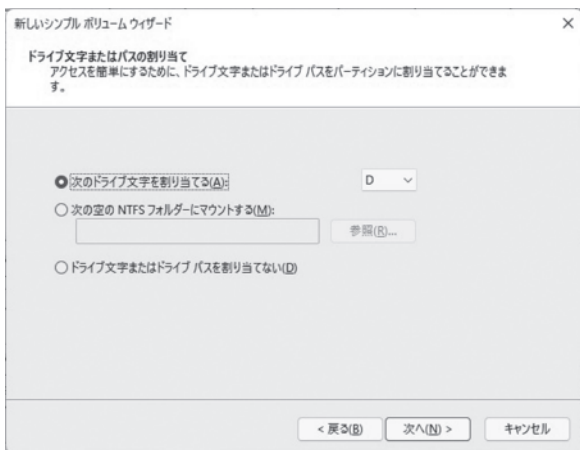 新しいシンプル ボリューム ウィザード
ドライブ文字またはパスの割り当て
アクセスを簡単にするために、ドライブ文字またはドライブ パスをパーティションに割り当てることができま
す。
次のドライブ文字を割り当てる(A):
D
次の空の NTFS フォルダーにマウントする(M):
参照(R)...
ドライブ文字またはドライブ パスを割り当てない(D)
< 戻る(B)
次へ(N) >
キャンセル